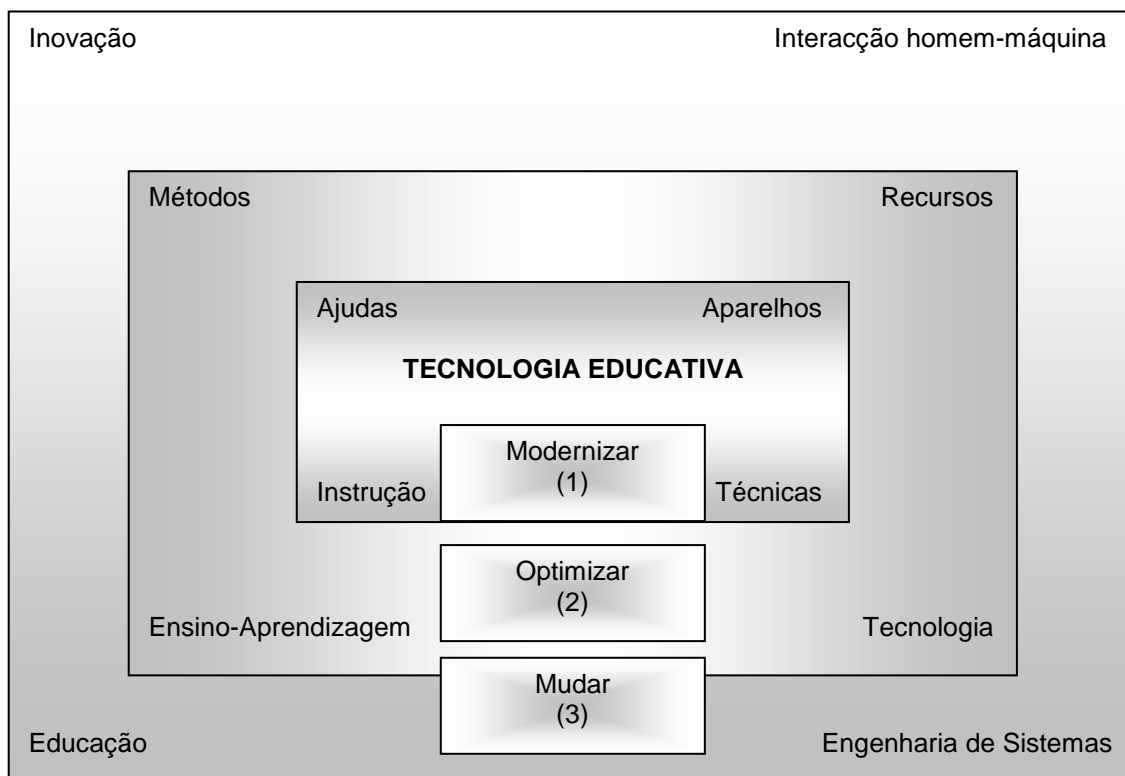 Inovação
Interacção homem-máquina
Métodos
Recursos
Ajudas
Aparelhos
TECNOLOGIA EDUCATIVA
Modernizar
(1)
Instrução
Técnicas
Optimizar
(2)
Ensino-Aprendizagem
Tecnologia
Mudar
(3)
Educação
Engenharia de Sistemas